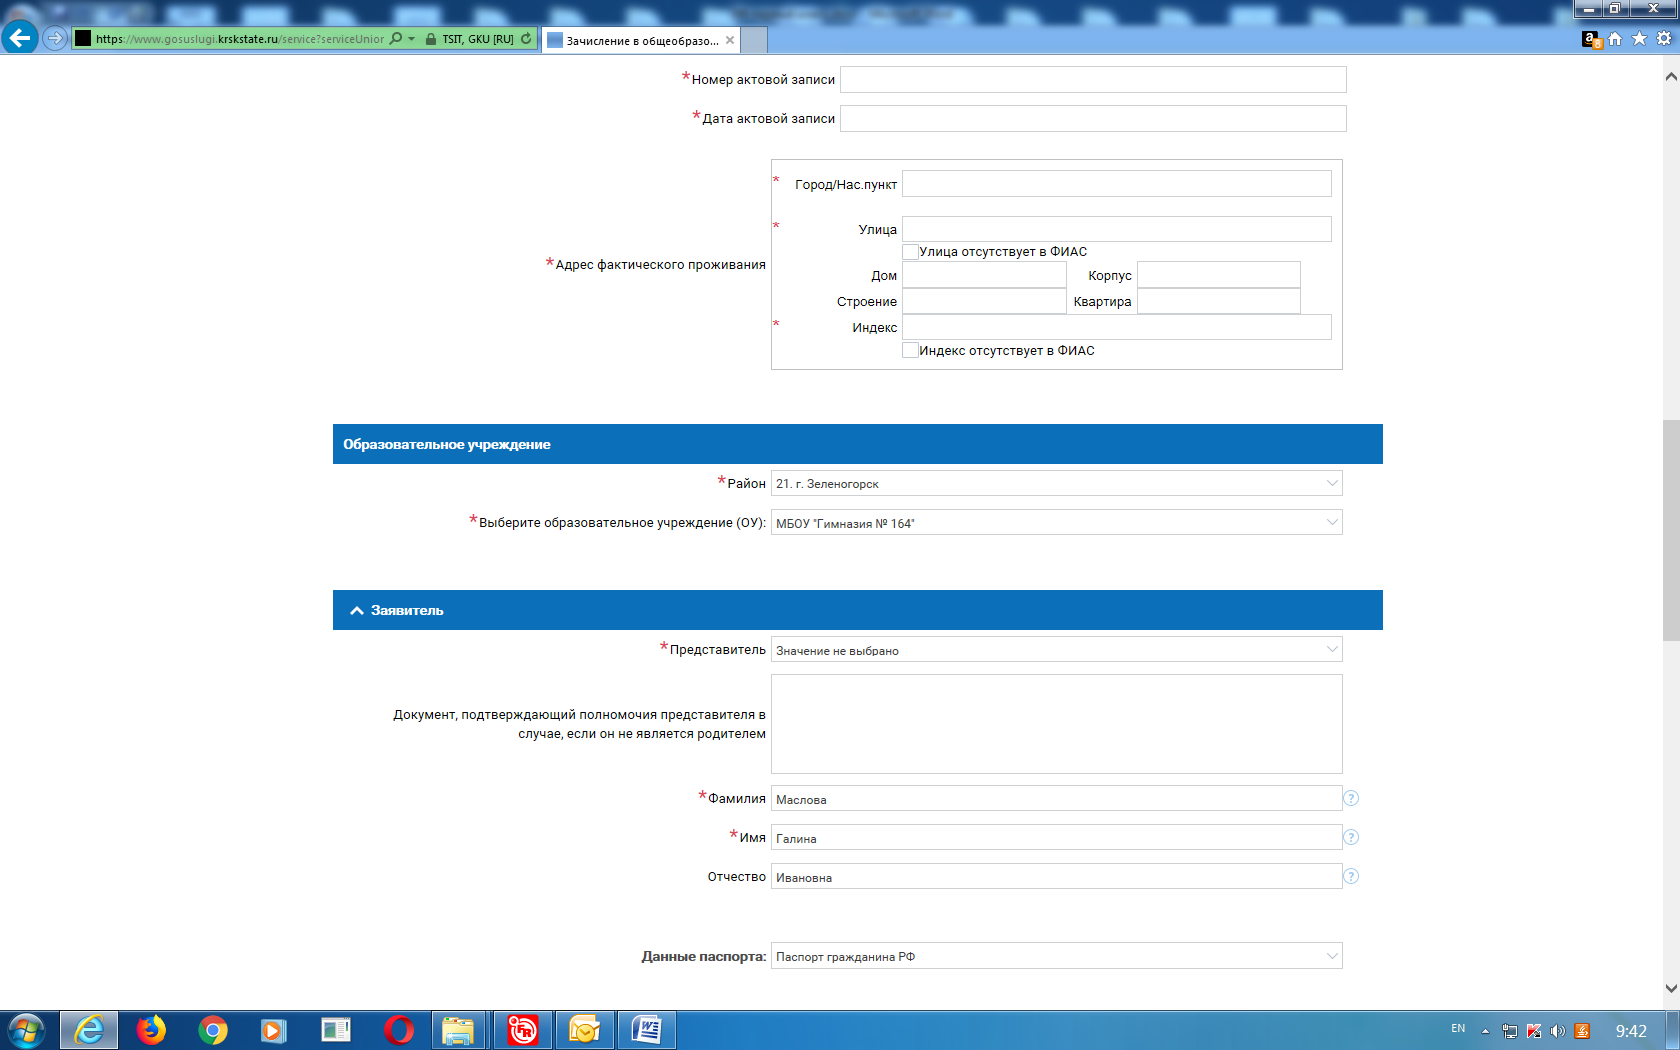 https://www.gosuslugi.krskstate.ru/service?serviceUnior
TSIT, GKU [RU]
Зачисление в общеобразо...
*Номер актовой записи
*Дата актовой записи
* Город/Нас.пункт
* Улица
Улица отсутствует в ФИАС
*Адрес фактического проживания
Дом Корпус
Строение Квартира
* Индекс
Индекс отсутствует в ФИАС
Образовательное учреждение
*Район 21. г. Зеленогорск
*Выберите образовательное учреждение (ОУ): МБОУ "Гимназия № 164"
Заявитель
*Представитель Значение не выбрано
Документ, подтверждающий полномочия представителя в
случае, если он не является родителем
*Фамилия Маслова ?
*Имя Галина ?
Отчество Ивановна ?
Данные паспорта: Паспорт гражданина РФ
EN 9:42